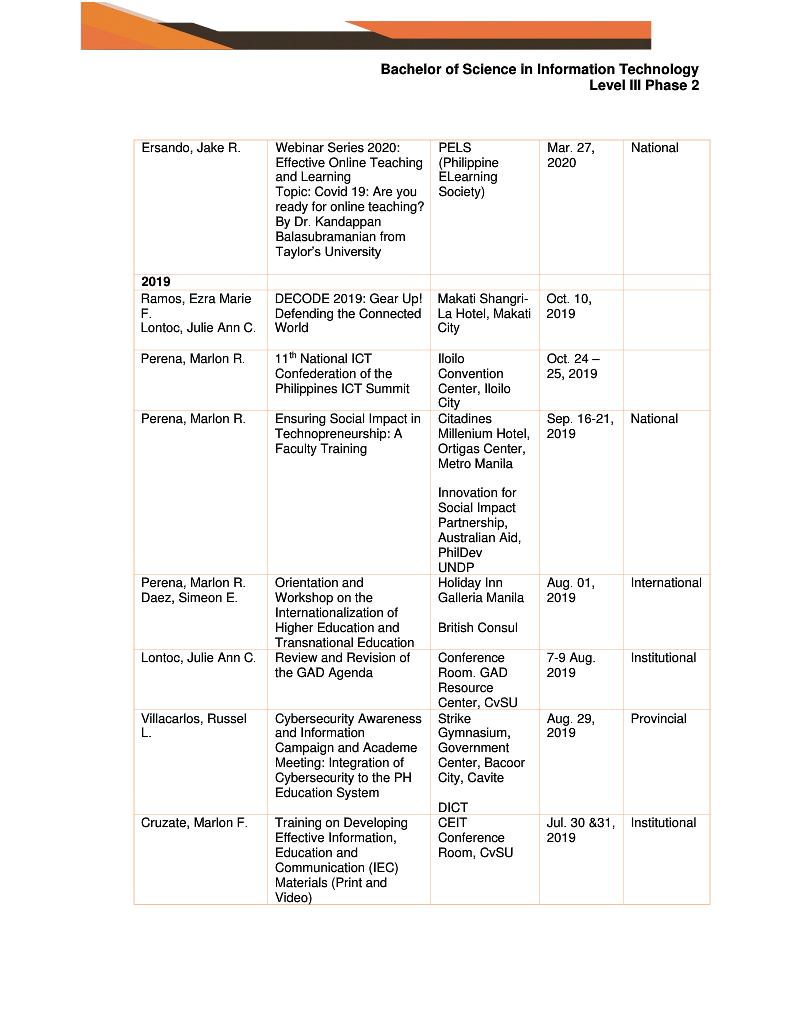 Bachelor of Science in Information Technology
Level III Phase 2
Ersando, Jake R.
Webinar Series 2020:
Effective Online Teaching
and Learning
Topic: Covid 19: Are you
ready for online teaching?
By Dr. Kandappan
Balasubramanian from
Taylor’s University
PELS
(Philippine
ELearning
Society)
Mar. 27,
2020
National
2019
Ramos, Ezra Marie
F.
Lontoc, Julie Ann C.
DECODE 2019: Gear Up!
Defending the Connected
World
Makati Shangri-
La Hotel, Makati
City
Oct. 10,
2019
Perena, Marlon R.
11th National ICT
Confederation of the
Philippines ICT Summit
Iloilo
Convention
Center, Iloilo
City
Oct. 24 –
25, 2019
Perena, Marlon R.
Ensuring Social Impact in
Technopreneurship: A
Faculty Training
Citadines
Millenium Hotel,
Ortigas Center,
Metro Manila
Innovation for
Social Impact
Partnership,
Australian Aid,
PhilDev
UNDP
Sep. 16-21,
2019
National
Perena, Marlon R.
Daez, Simeon E.
Orientation and
Workshop on the
Internationalization of
Higher Education and
Transnational Education
Holiday Inn
Galleria Manila
British Consul
Aug. 01,
2019
International
Lontoc, Julie Ann C.
Review and Revision of
the GAD Agenda
Conference
Room. GAD
Resource
Center, CvSU
7-9 Aug.
2019
Institutional
Villacarlos, Russel
L.
Cybersecurity Awareness
and Information
Campaign and Academe
Meeting: Integration of
Cybersecurity to the PH
Education System
Strike
Gymnasium,
Government
Center, Bacoor
City, Cavite
DICT
Aug. 29,
2019
Provincial
Cruzate, Marlon F.
Training on Developing
Effective Information,
Education and
Communication (IEC)
Materials (Print and
Video)
CEIT
Conference
Room, CvSU
Jul. 30 &31,
2019
Institutional